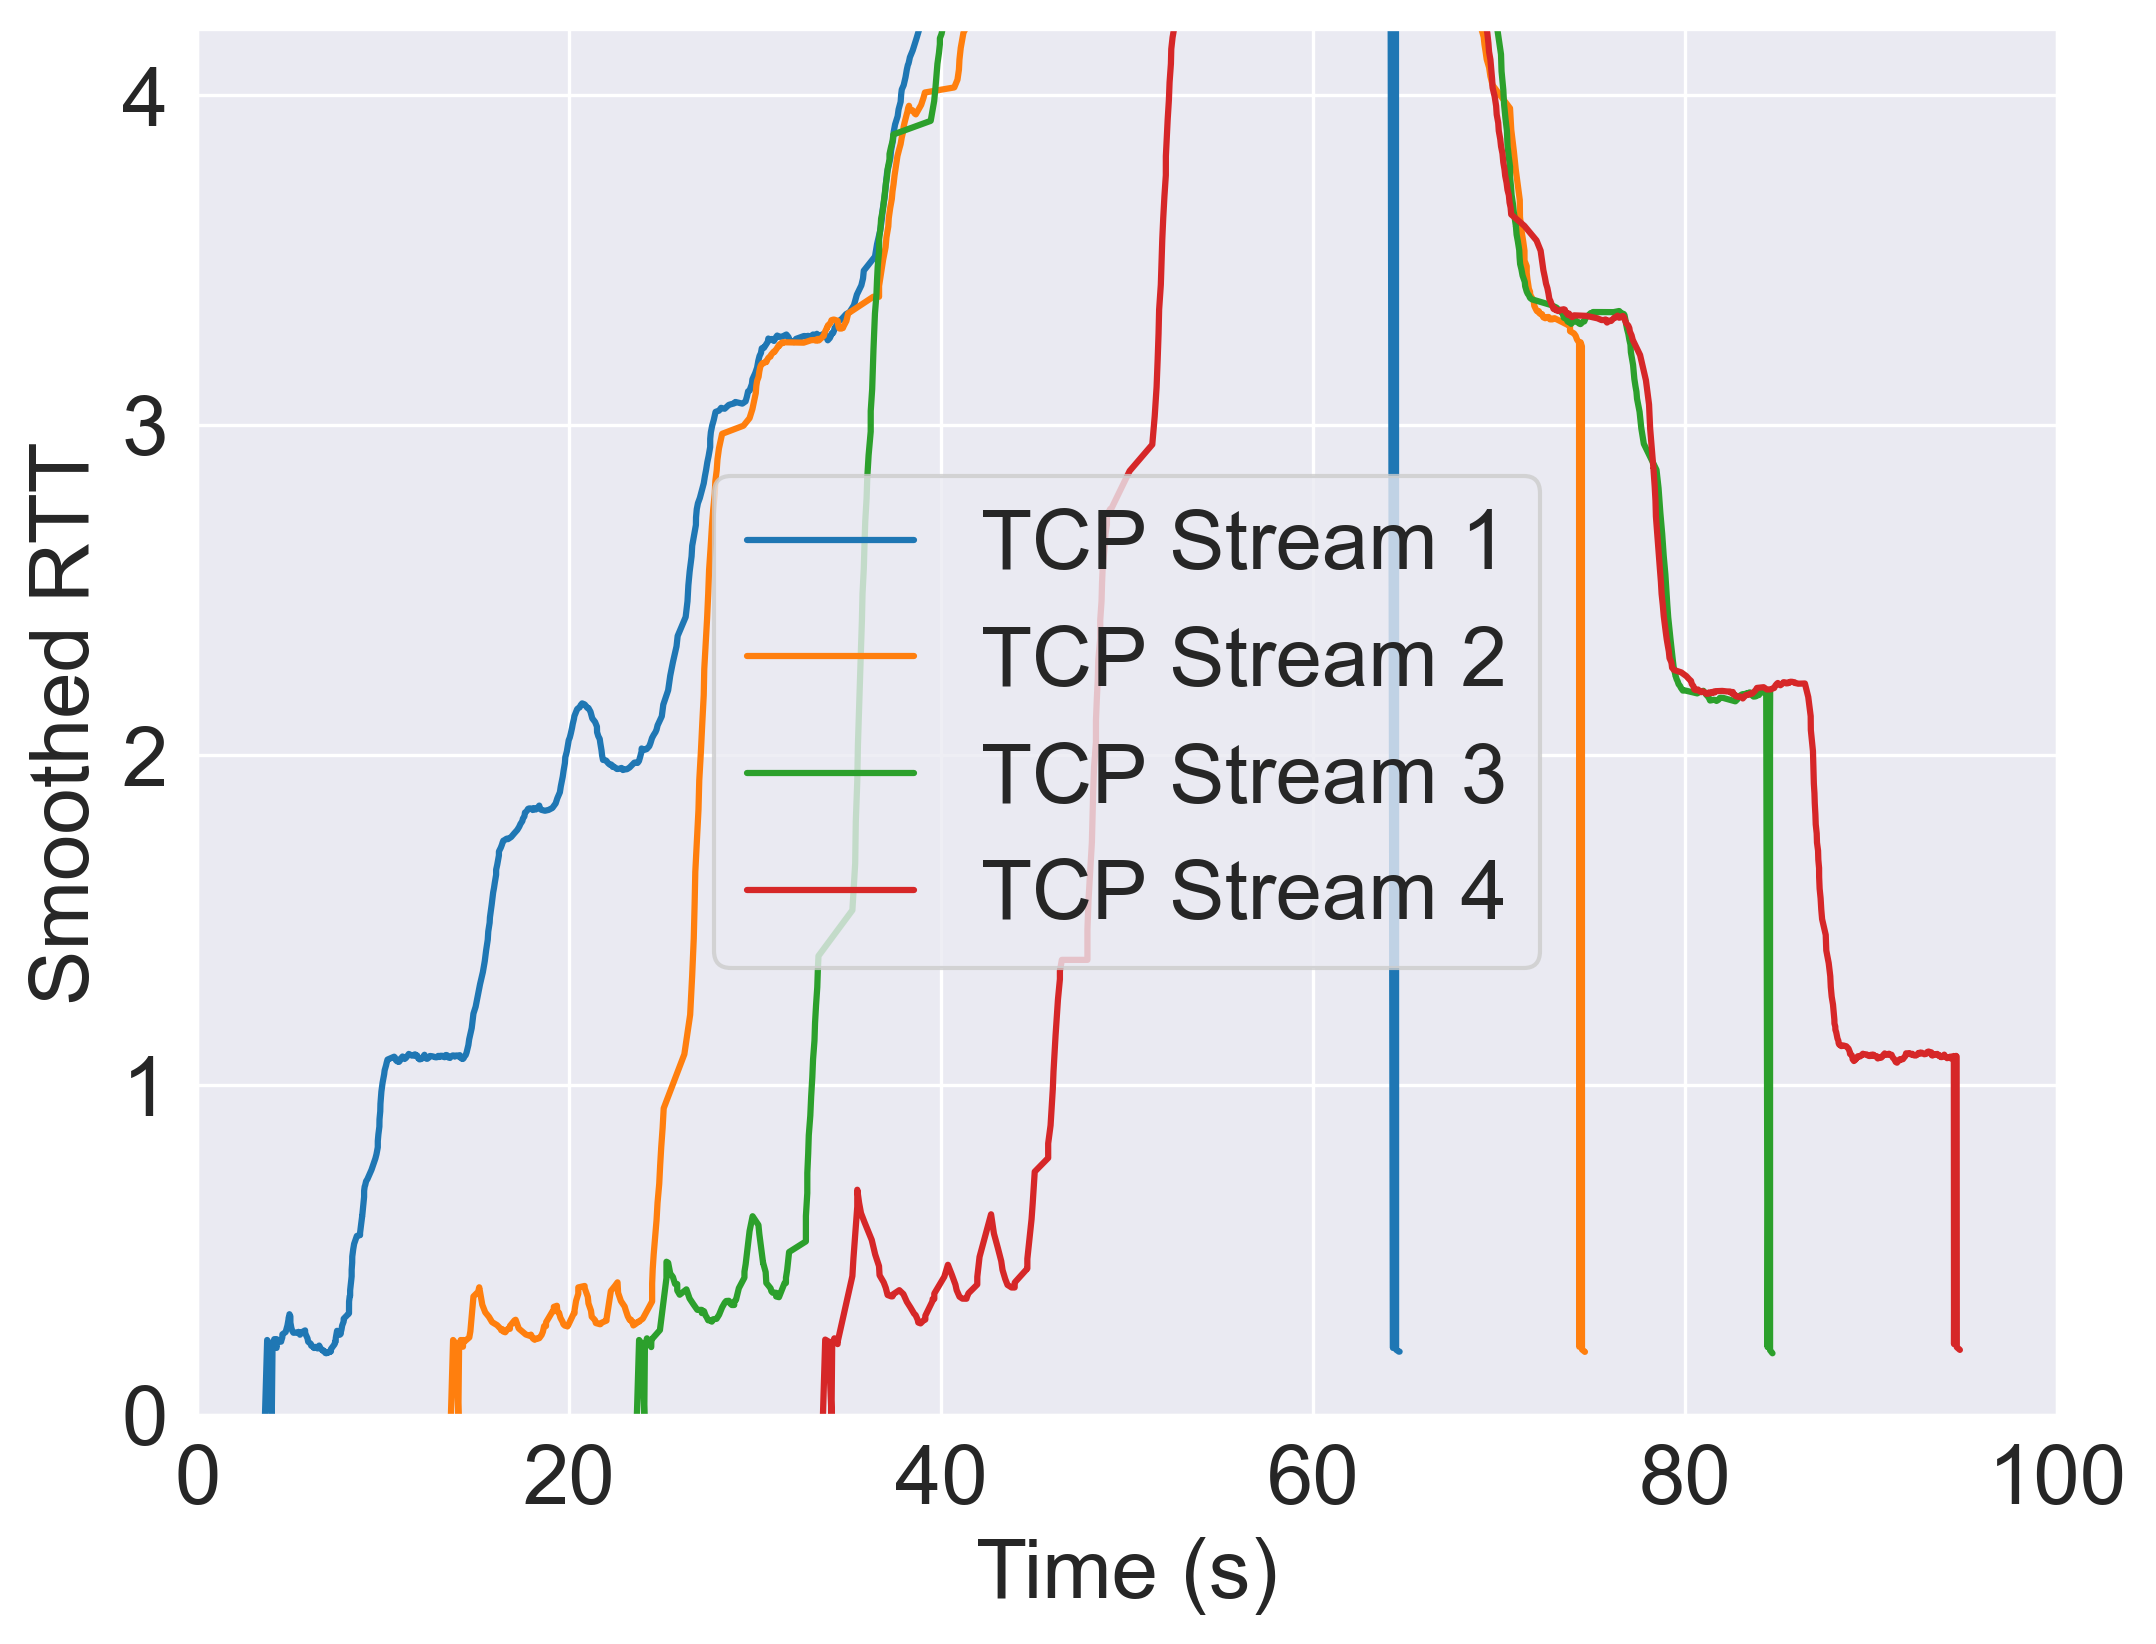 Smoothed RTT
4
3
2
1
0
TCP Stream 1
TCP Stream 2
TCP Stream 3
TCP Stream 4
0 20 40 60 80 100
Time (s)